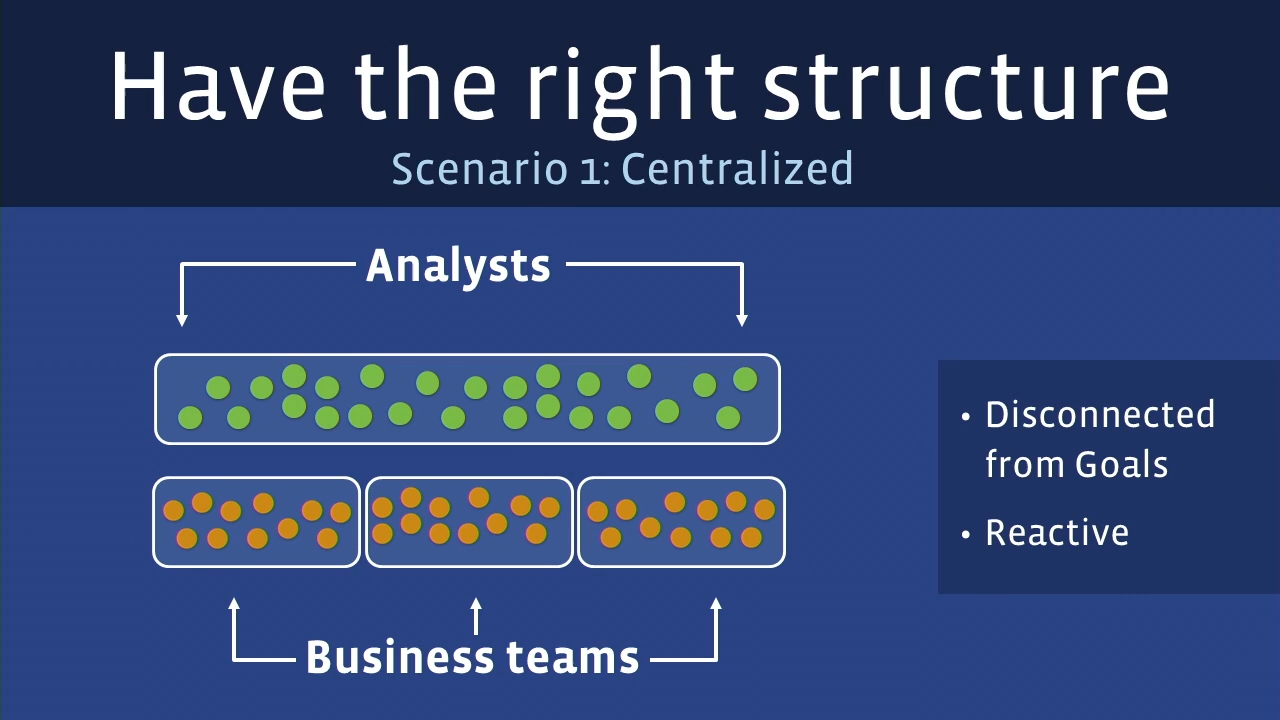 Have the right structure
Scenario 1: Centralized
Analysts
• Disconnected
from Goals
• Reactive
Business teams